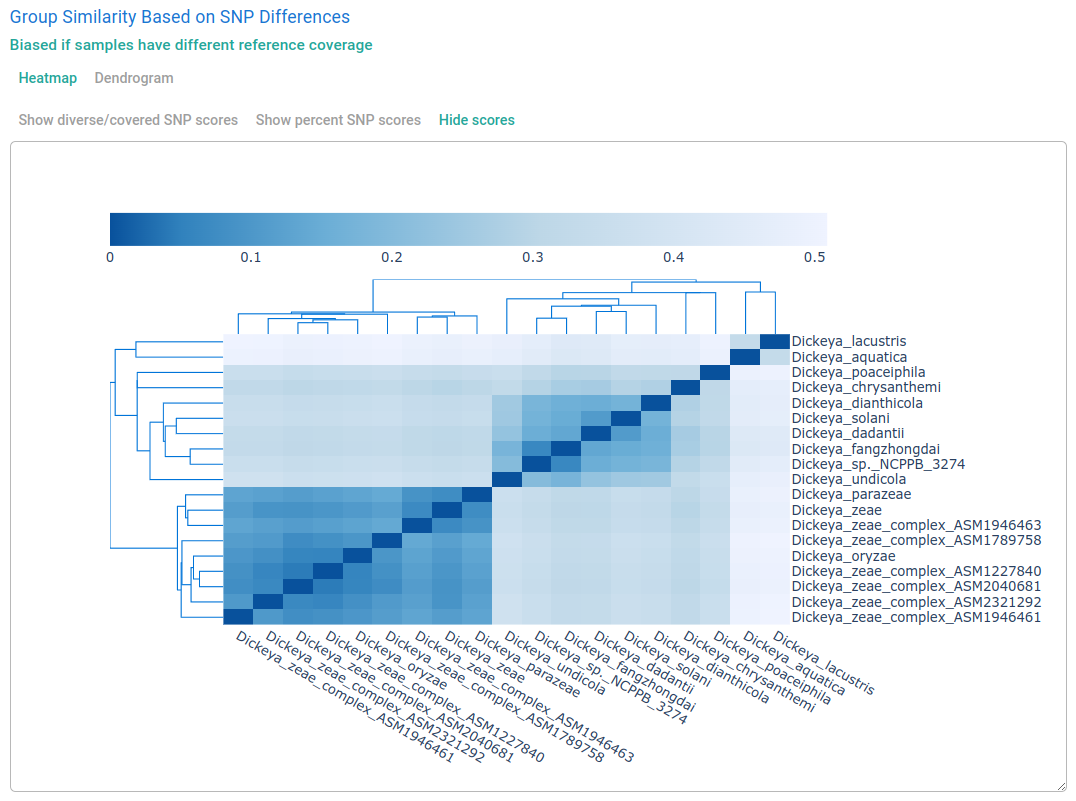 Group Similarity Based on SNP Differences
Biased if samples have different reference coverage
Heatmap Dendrogram
Show diverse/covered SNP scores Show percent SNP scores Hide scores
0 0.1 0.2 0.3 0.4 0.5
Dickeya_lacustris
Dickeya_aquatica
Dickeya_poaceiphila
Dickeya_chrysanthemi
Dickeya_dianthicola
Dickeya_solani
Dickeya_dadantii
Dickeya_fangzhongdai
Dickeya_sp._NCPPB_3274
Dickeya_undicola
Dickeya_parazeae
Dickeya_zeae
Dickeya_zeae_complex_ASM1946463
Dickeya_zeae_complex_ASM1789758
Dickeya_oryzae
Dickeya_zeae_complex_ASM1227840
Dickeya_zeae_complex_ASM2040681
Dickeya_zeae_complex_ASM2321292
Dickeya_zeae_complex_ASM1946461
Dickeya_zeae_complex_ASM1946461
Dickeya_zeae_complex_ASM2321292
Dickeya_zeae_complex_ASM2040681
Dickeya_zeae_complex_ASM1227840
Dickeya_oryzae
Dickeya_zeae_complex_ASM1789758
Dickeya_zeae_complex_ASM1946463
Dickeya_zeae
Dickeya_parazeae
Dickeya_undicola
Dickeya_sp._NCPPB_3274
Dickeya_fangzhongdai
Dickeya_dadantii
Dickeya_solani
Dickeya_dianthicola
Dickeya_chrysanthemi
Dickeya_poaceiphila
Dickeya_aquatica
Dickeya_lacustris